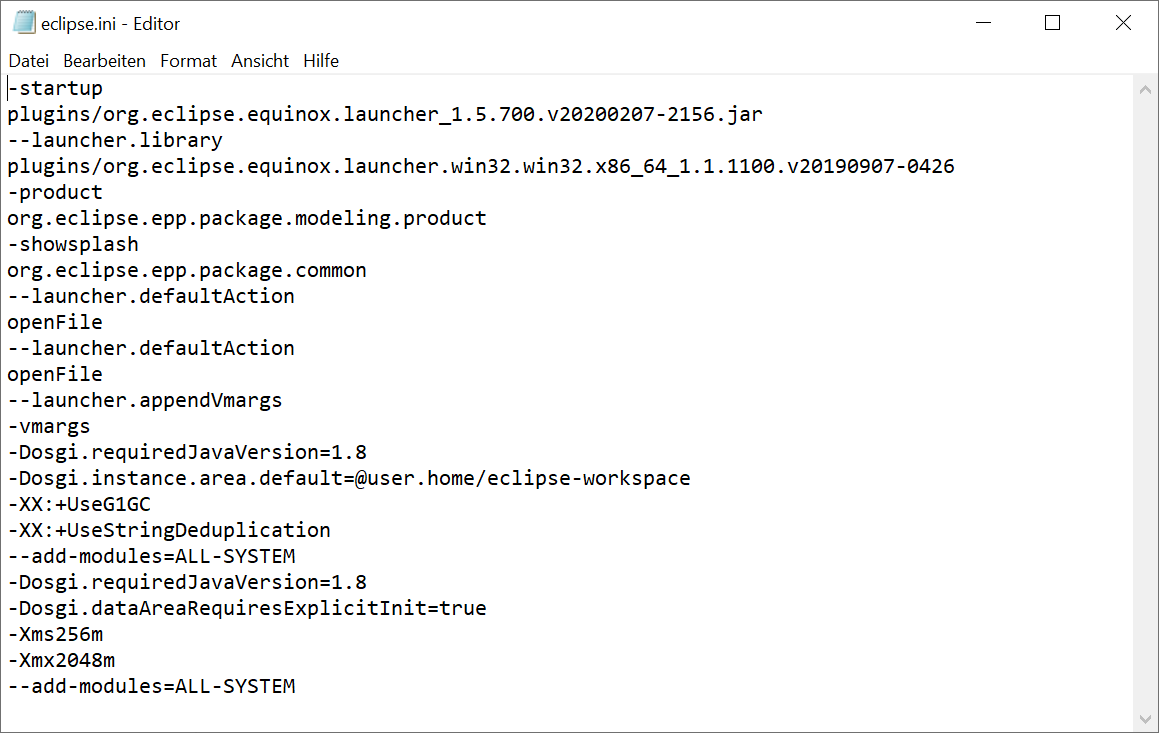 eclipse.ini - Editor
Datei Bearbeiten Format Ansicht Hilfe
-startup
plugins/org.eclipse.equinox.launcher_1.5.700.v20200207-2156.jar
--launcher.library
plugins/org.eclipse.equinox.launcher.win32.win32.x86_64_1.1.1100.v20190907-0426
-product
org.eclipse.epp.package.modeling.product
-showsplash
org.eclipse.epp.package.common
--launcher.defaultAction
openFile
--launcher.defaultAction
openFile
--launcher.appendVmargs
-vmargs
-Dosgi.requiredJavaVersion=1.8
-Dosgi.instance.area.default=@user.home/eclipse-workspace
-XX:+UseG1GC
-XX:+UseStringDeduplication
--add-modules=ALL-SYSTEM
-Dosgi.requiredJavaVersion=1.8
-Dosgi.dataAreaRequiresExplicitInit=true
-Xms256m
-Xmx2048m
--add-modules=ALL-SYSTEM